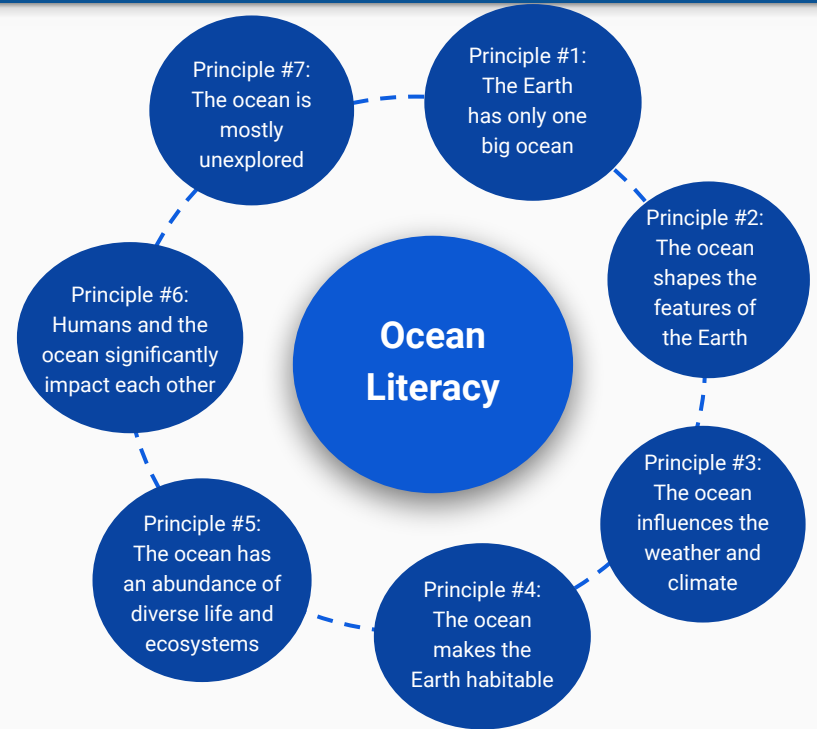 Principle #1:
The Earth
has only one
big ocean
Principle #2:
The ocean
shapes the
features of
the Earth
Principle #3:
The ocean
influences the
weather and
climate
Principle #4:
The ocean
makes the
Earth habitable
Principle #5:
The ocean has
an abundance of
diverse life and
ecosystems
Principle #6:
Humans and the
ocean significantly
impact each other
Principle #7:
The ocean is
mostly
unexplored
Ocean
Literacy